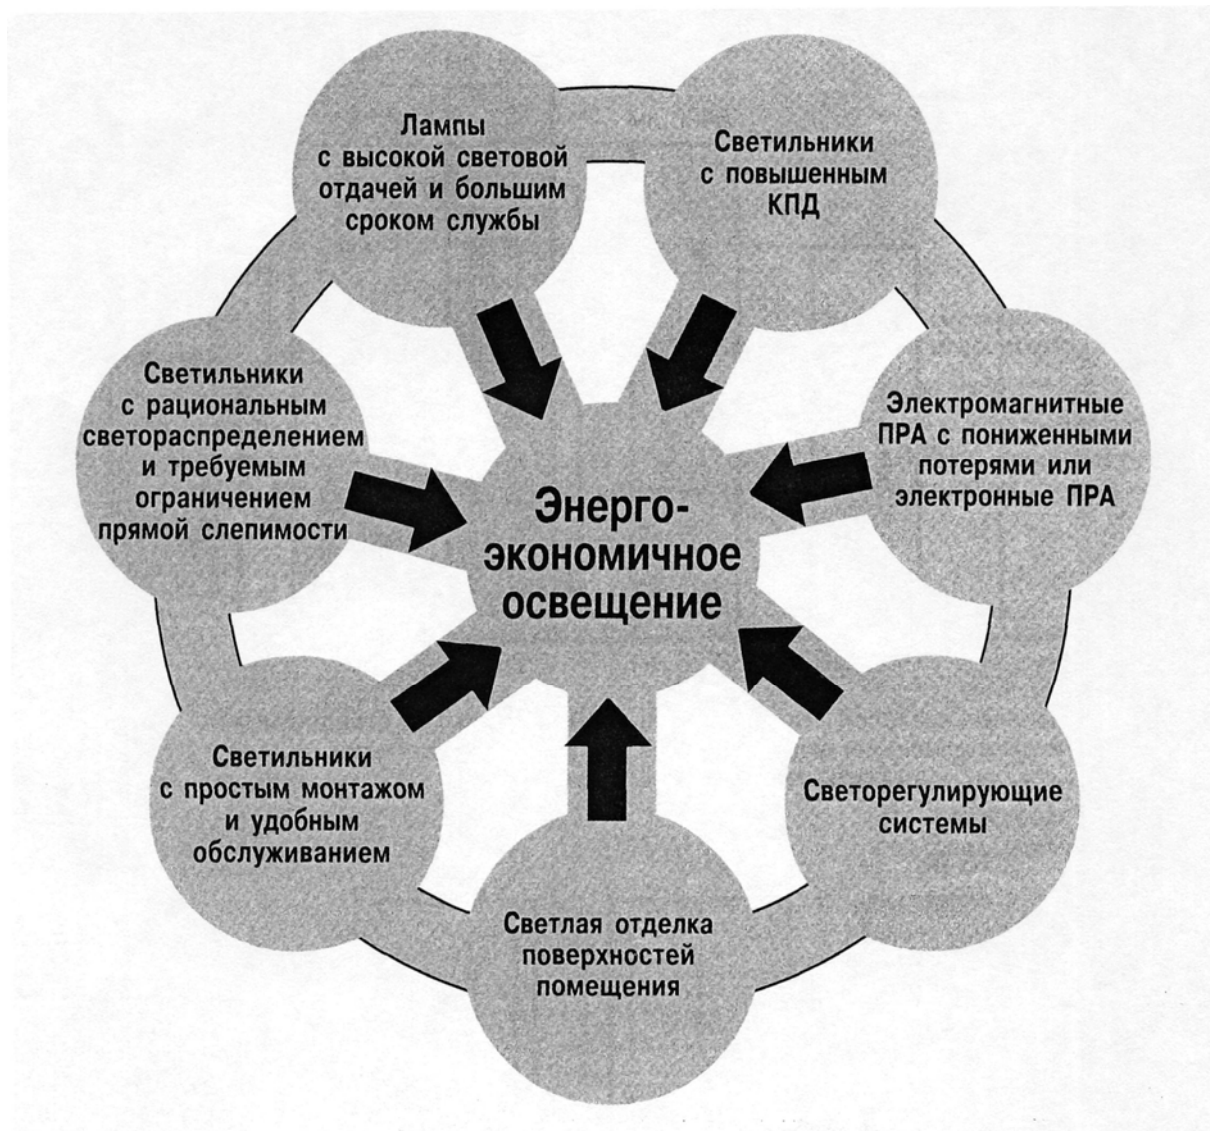 Лампы
с высокой световой
отдачей и большим
сроком службы
Светильники
с повышенным
КПД
Электромагнитные
ПРА с пониженными
потерями или
электронные ПРА
Светорегулирующие
системы
Светлая отделка
поверхностей
помещения
Светильники
с простым монтажом
и удобным
обслуживанием
Светильники
с рациональным
светораспределением
и требуемым
ограничением
прямой слепимости
Энерго-
экономичное
освещение